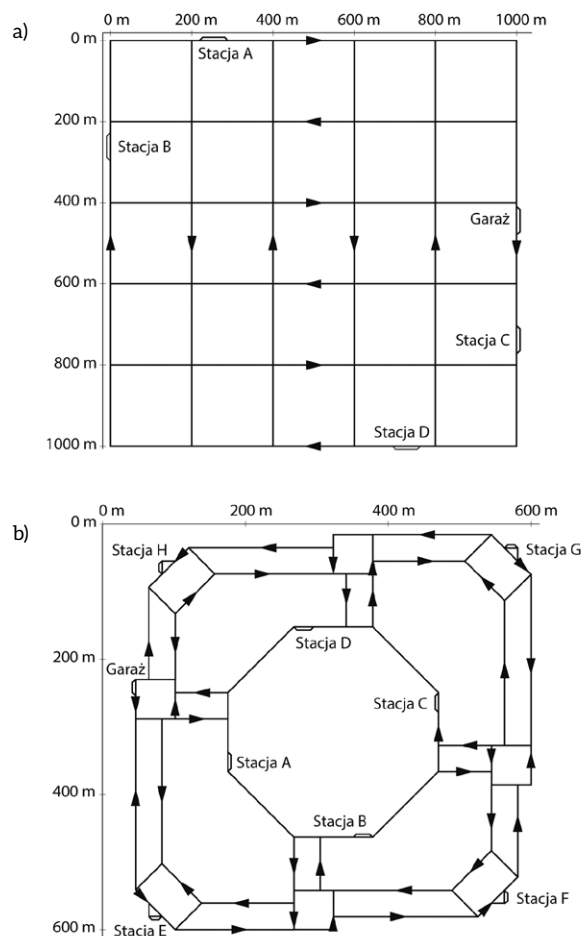 a)
0 m 200 m 400 m 600 m 800 m 1000 m
0 m
Stacja A
200 m
Stacja B
400 m
Garaż
600 m
Stacja C
800 m
Stacja D
1000 m
b)
0 m 200 m 400 m 600 m
0 m
Stacja H
Stacja G
Stacja D
200 m
Garaż
Stacja C
Stacja A
400 m
Stacja B
Stacja F
600 m
Stacja E